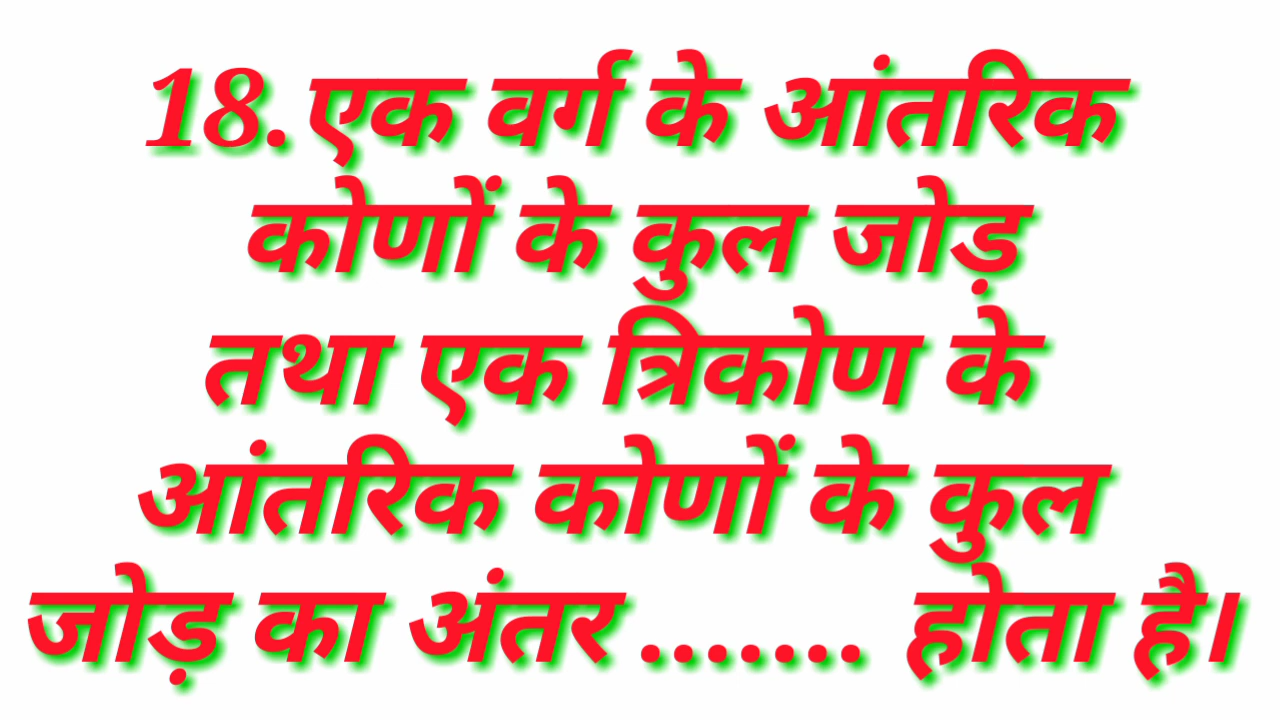 18.एक वर्ग के आंतरिक
कोणों के कुल जोड़
तथा एक त्रिकोण के
आंतरिक कोणों के कुल
जोड़ का अंतर ....... होता है।